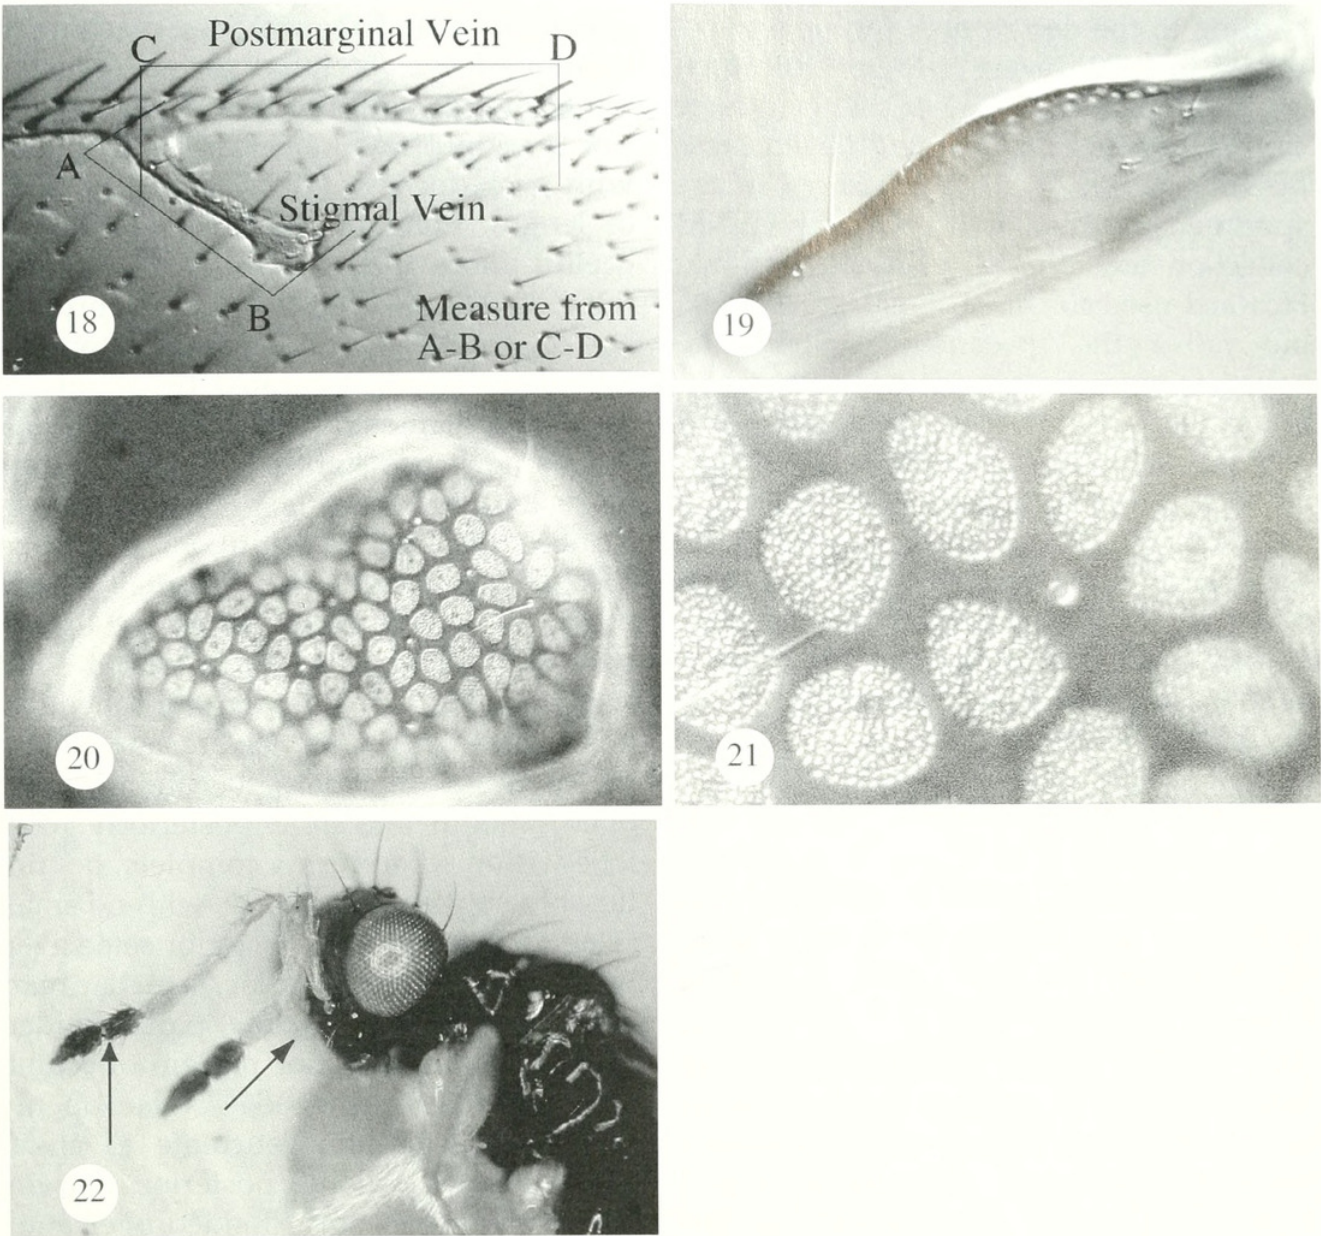 C
Postmarginal Vein
D
A
Stigmal Vein
B
Measure from
A-B or C-D
18
19
20
21
22